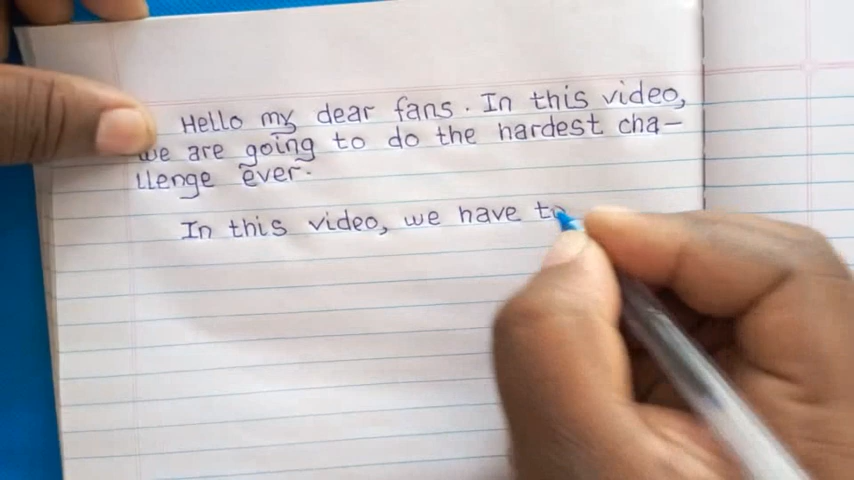 Hello my dear fans. In this video,
we are going to do the hardest cha-
llenge ever.
In this video, we have to